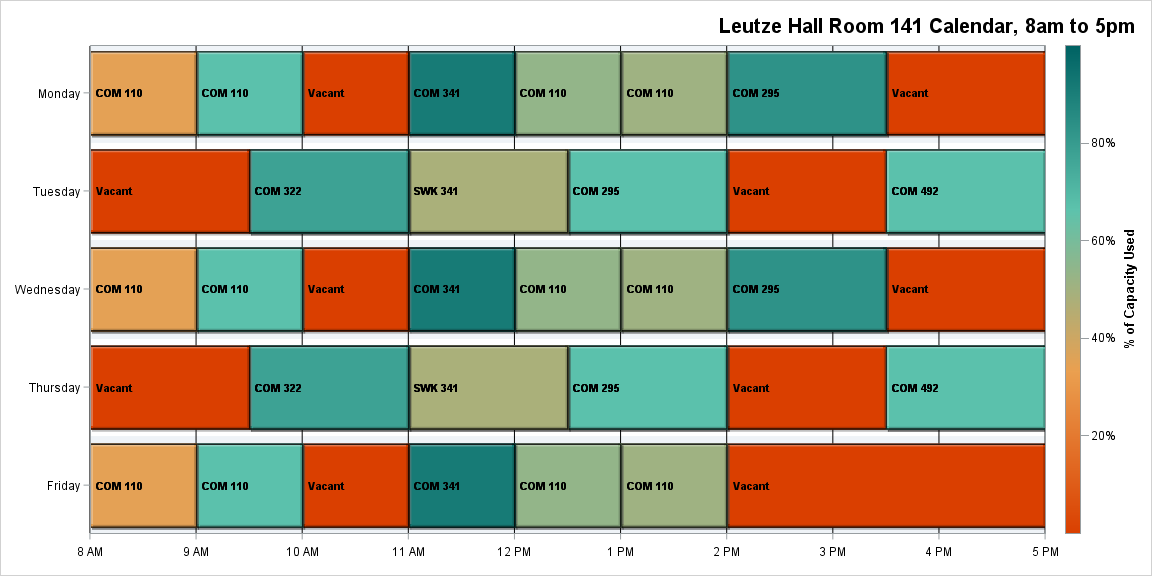 Leutze Hall Room 141 Calendar, 8am to 5pm
Monday
COM 110
COM 110
Vacant
COM 341
COM 110
COM 110
COM 295
Vacant
Tuesday
Vacant
COM 322
SWK 341
COM 295
Vacant
COM 492
Wednesday
COM 110
COM 110
Vacant
COM 341
COM 110
COM 110
COM 295
Vacant
Thursday
Vacant
COM 322
SWK 341
COM 295
Vacant
COM 492
Friday
COM 110
COM 110
Vacant
COM 341
COM 110
COM 110
Vacant
8 AM
9 AM
10 AM
11 AM
12 PM
1 PM
2 PM
3 PM
4 PM
5 PM
80%
60%
40%
20%
% of Capacity Used